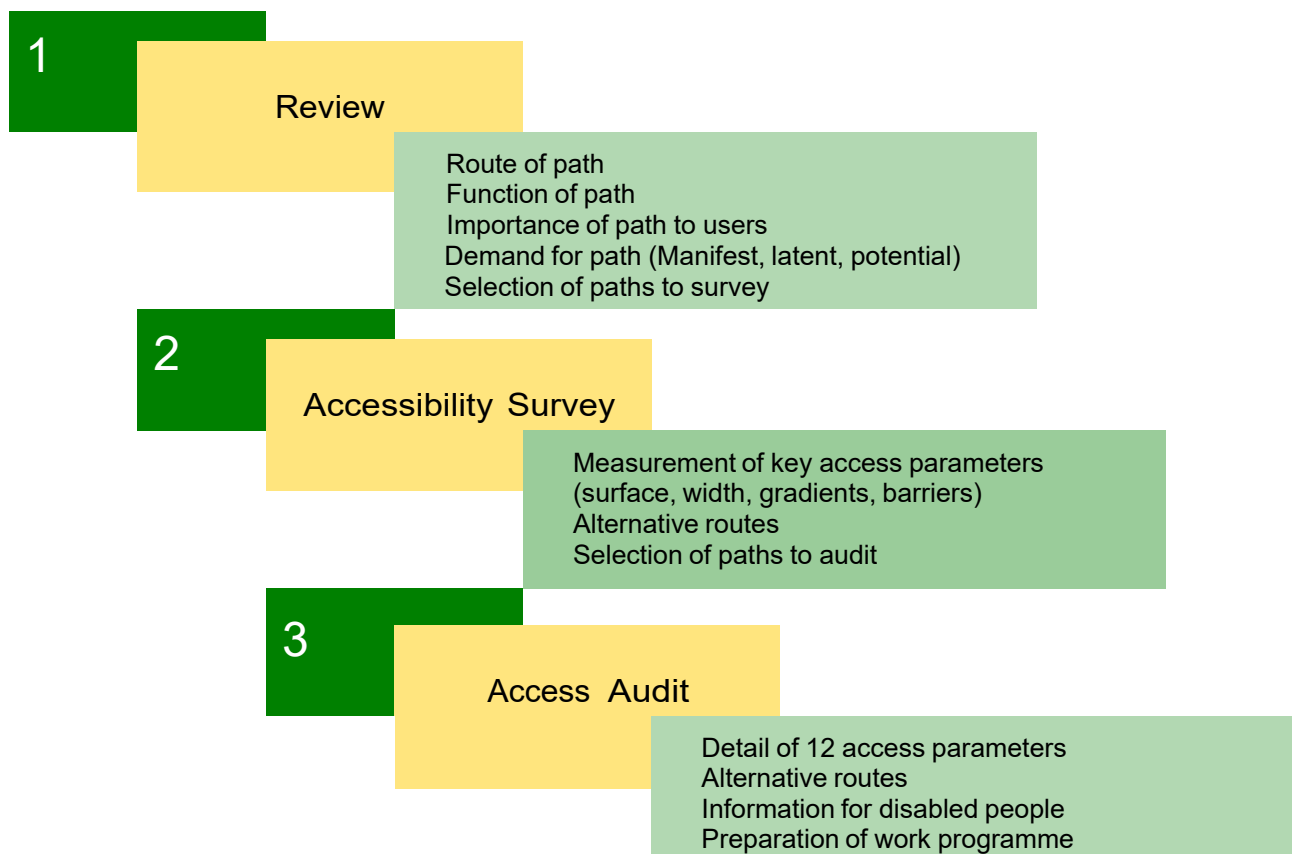 1
Review
Route of path
Function of path
Importance of path to users
Demand for path (Manifest, latent, potential)
Selection of paths to survey
2
Accessibility Survey
Measurement of key access parameters
(surface, width, gradients, barriers)
Alternative routes
Selection of paths to audit
3
Access Audit
Detail of 12 access parameters
Alternative routes
Information for disabled people
Preparation of work programme